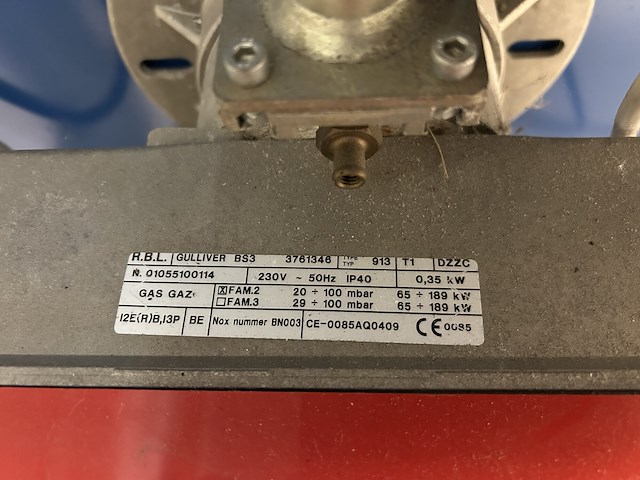 R.B.L. GULLIVER BS3 3761346 TYPE TYP 913 T1 DZZC
N. 01055100114 230V ~ 50Hz IP40 0,35 kW
GAS GAZ: ☒FAM.2 20 ÷ 100 mbar 65 ÷ 189 kW
☐FAM.3 29 ÷ 100 mbar 65 ÷ 189 kW
I2E(R)B,I3P BE Nox nummer BN003 CE-0085AQ0409 CE 0085